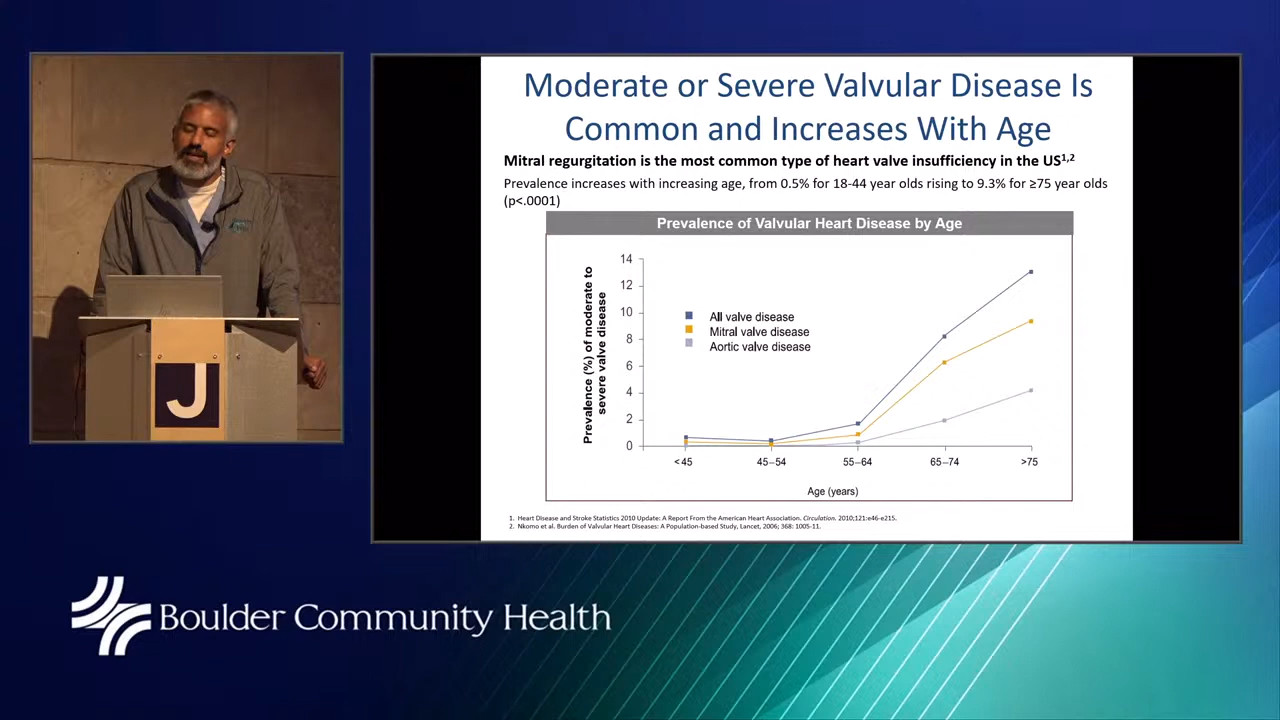 Moderate or Severe Valvular Disease Is
Common and Increases With Age
Mitral regurgitation is the most common type of heart valve insufficiency in the US1,2
Prevalence increases with increasing age, from 0.5% for 18-44 year olds rising to 9.3% for ≥75 year olds
(p<.0001)
Prevalence of Valvular Heart Disease by Age
Prevalence (%) of moderate to
severe valve disease
14
12
10
8
6
4
2
0
All valve disease
Mitral valve disease
Aortic valve disease
<45
45–54
55–64
65–74
>75
Age (years)
1. Heart Disease and Stroke Statistics 2010 Update: A Report From the American Heart Association. Circulation. 2010;121:e46-e215.
2. Nkomo et al. Burden of Valvular Heart Diseases: A Population-based Study, Lancet, 2006; 368: 1005-11.
J
Boulder Community Health